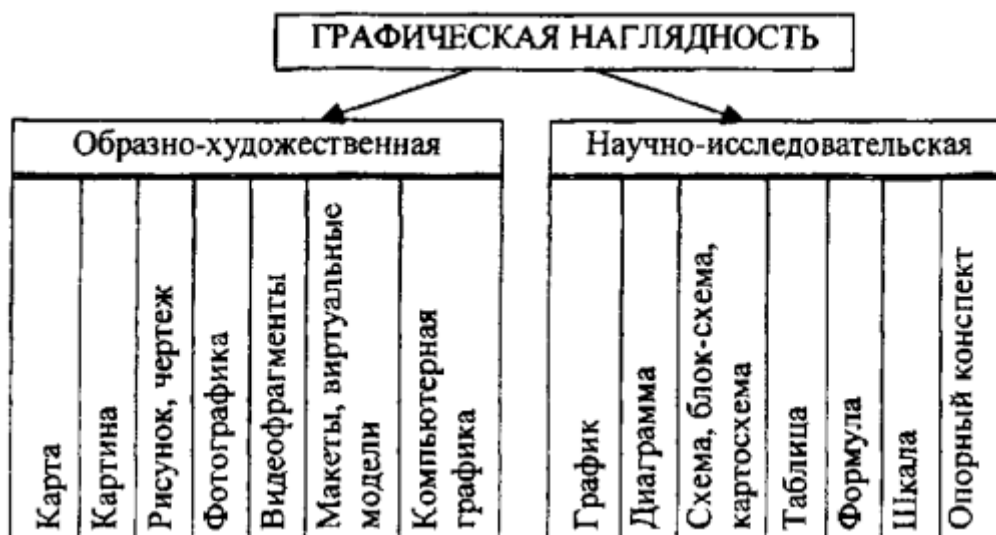 ГРАФИЧЕСКАЯ НАГЛЯДНОСТЬ
Образно-художественная
Карта
Картина
Рисунок, чертеж
Фотографика
Видеофрагменты
Макеты, виртуальные
модели
Компьютерная
графика
Научно-исследовательская
График
Диаграмма
Схема, блок-схема,
картосхема
Таблица
Формула
Шкала
Опорный конспект